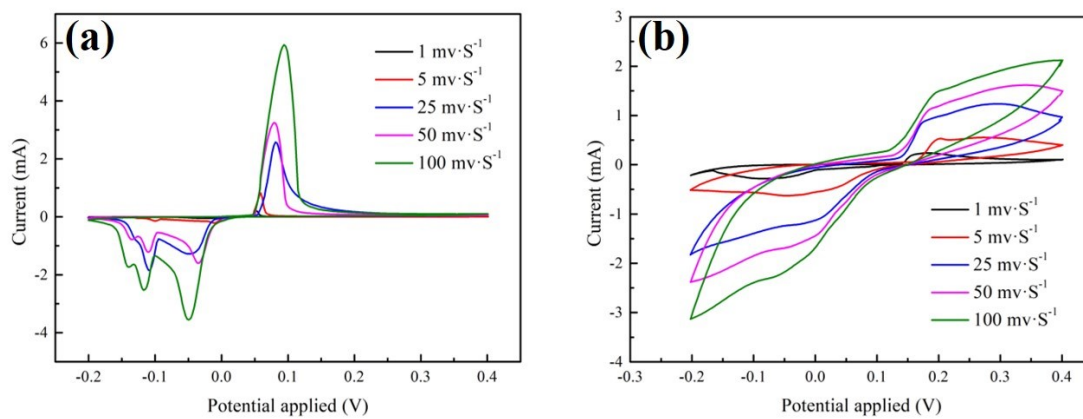 (a)
6
4
2
0
-2
-4
-0.2 -0.1 0.0 0.1 0.2 0.3 0.4
Current (mA)
Potential applied (V)
1 mv·S⁻¹
5 mv·S⁻¹
25 mv·S⁻¹
50 mv·S⁻¹
100 mv·S⁻¹
(b)
3
2
1
0
-1
-2
-3
-4
-0.3 -0.2 -0.1 0.0 0.1 0.2 0.3 0.4 0.5
Current (mA)
Potential applied (V)
1 mv·S⁻¹
5 mv·S⁻¹
25 mv·S⁻¹
50 mv·S⁻¹
100 mv·S⁻¹